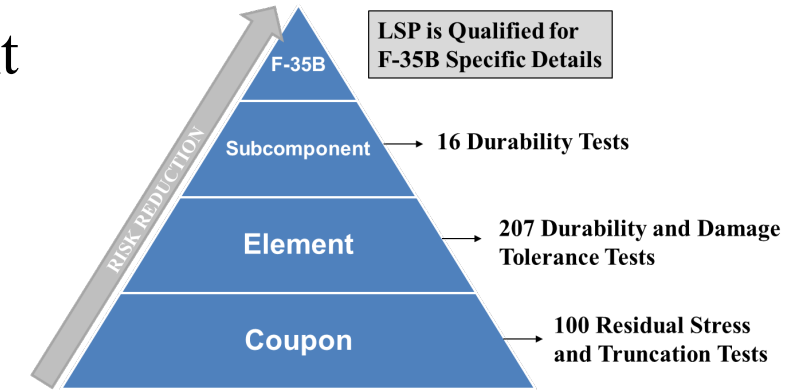 LSP is Qualified for
F-35B Specific Details
F-35B
Subcomponent
16 Durability Tests
RISK REDUCTION
Element
207 Durability and Damage
Tolerance Tests
Coupon
100 Residual Stress
and Truncation Tests